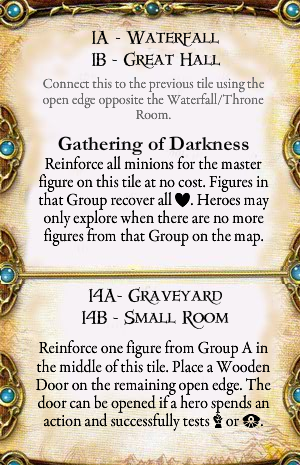 1A - Waterfall
1B - Great Hall
Connect this to the previous tile using the
open edge opposite the Waterfall/Throne
Room.
Gathering of Darkness
Reinforce all minions for the master
figure on this tile at no cost. Figures in
that Group recover all ♥. Heroes may
only explore when there are no more
figures from that Group on the map.
14A- Graveyard
14B - Small Room
Reinforce one figure from Group A in
the middle of this tile. Place a Wooden
Door on the remaining open edge. The
door can be opened if a hero spends an
action and successfully tests or .